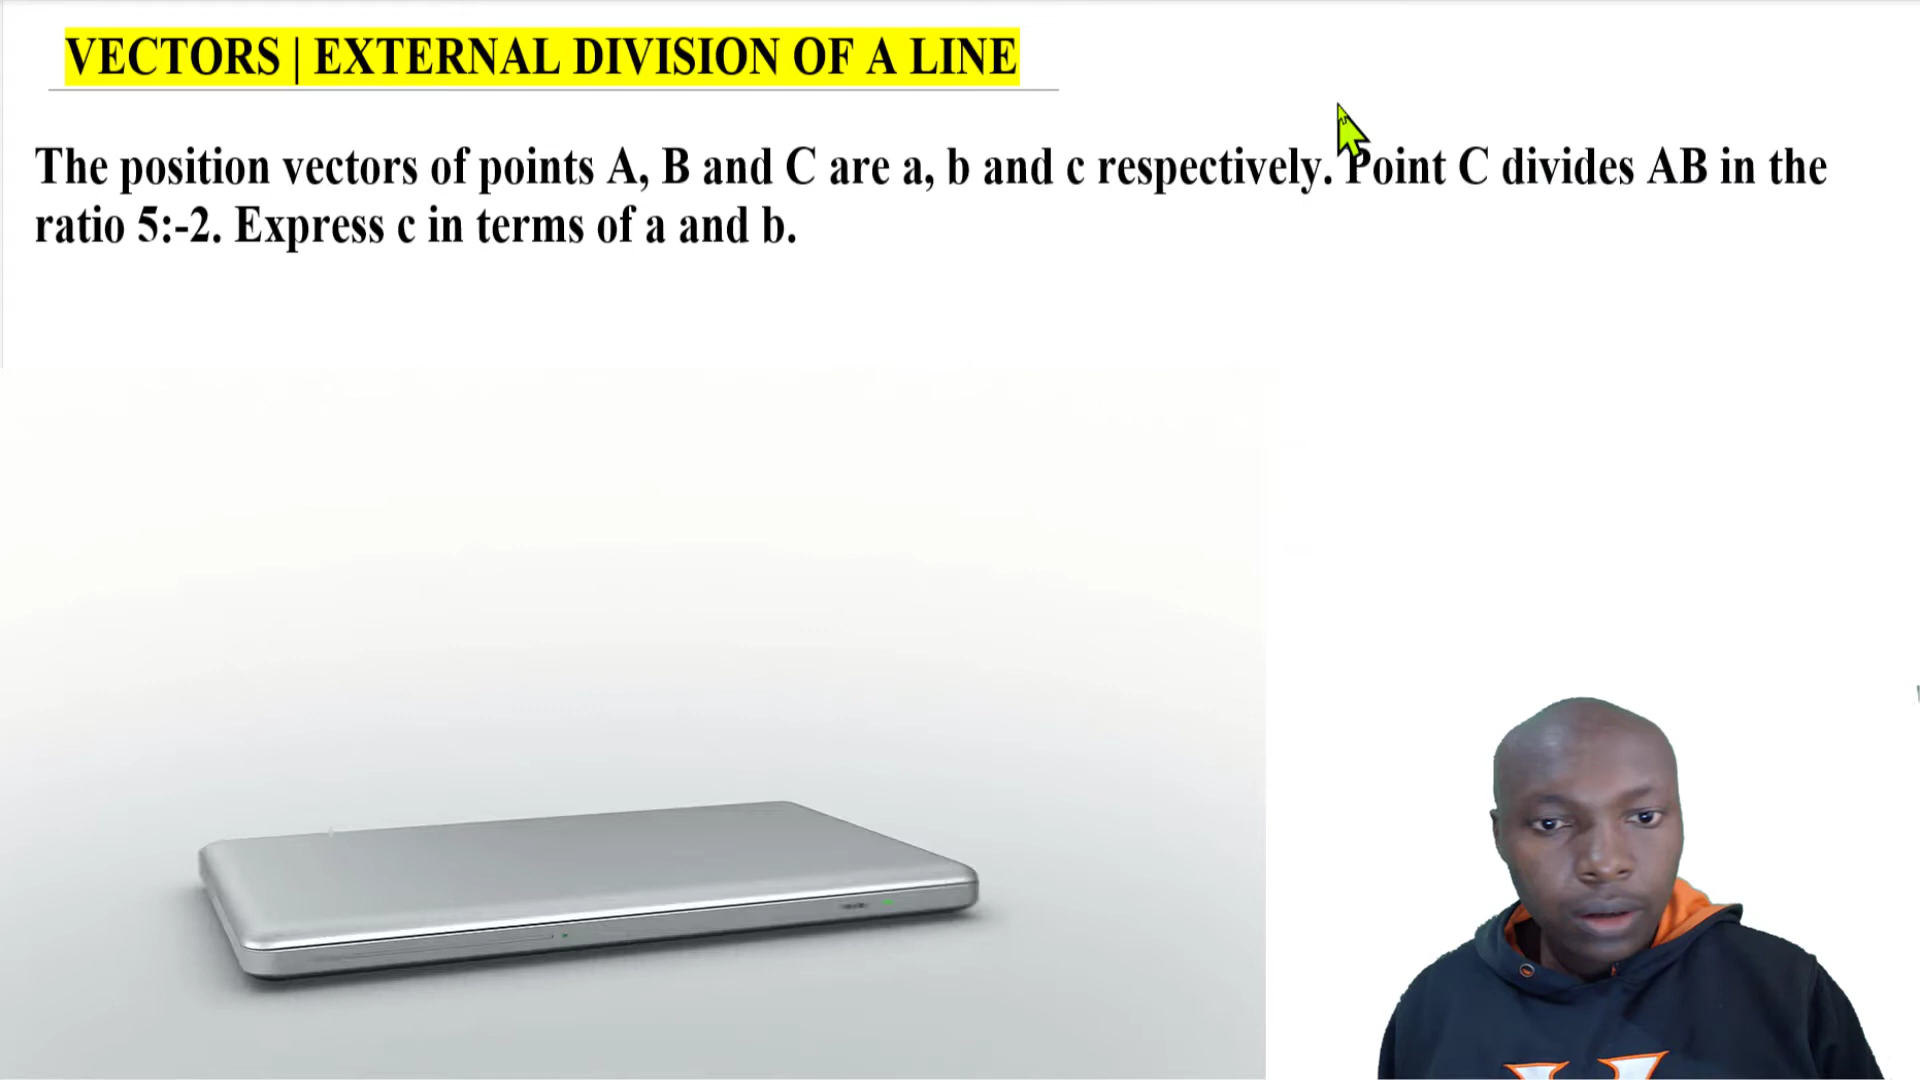 VECTORS | EXTERNAL DIVISION OF A LINE
The position vectors of points A, B and C are a, b and c respectively. Point C divides AB in the
ratio 5:-2. Express c in terms of a and b.